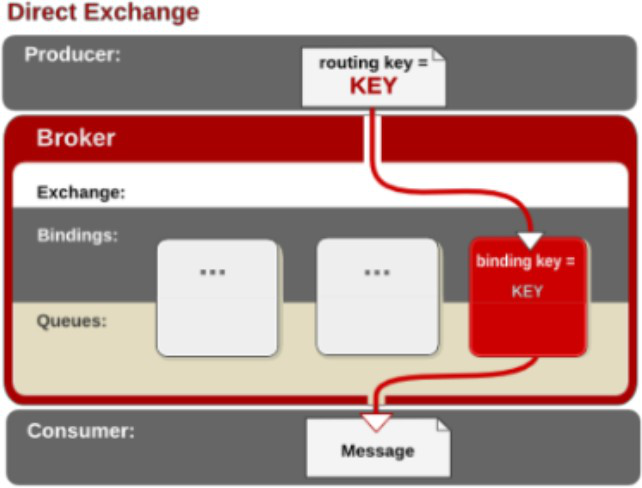 Direct Exchange
Producer:
routing key =
KEY
Broker
Exchange:
Bindings:
...
...
binding key =
KEY
Queues:
Consumer:
Message